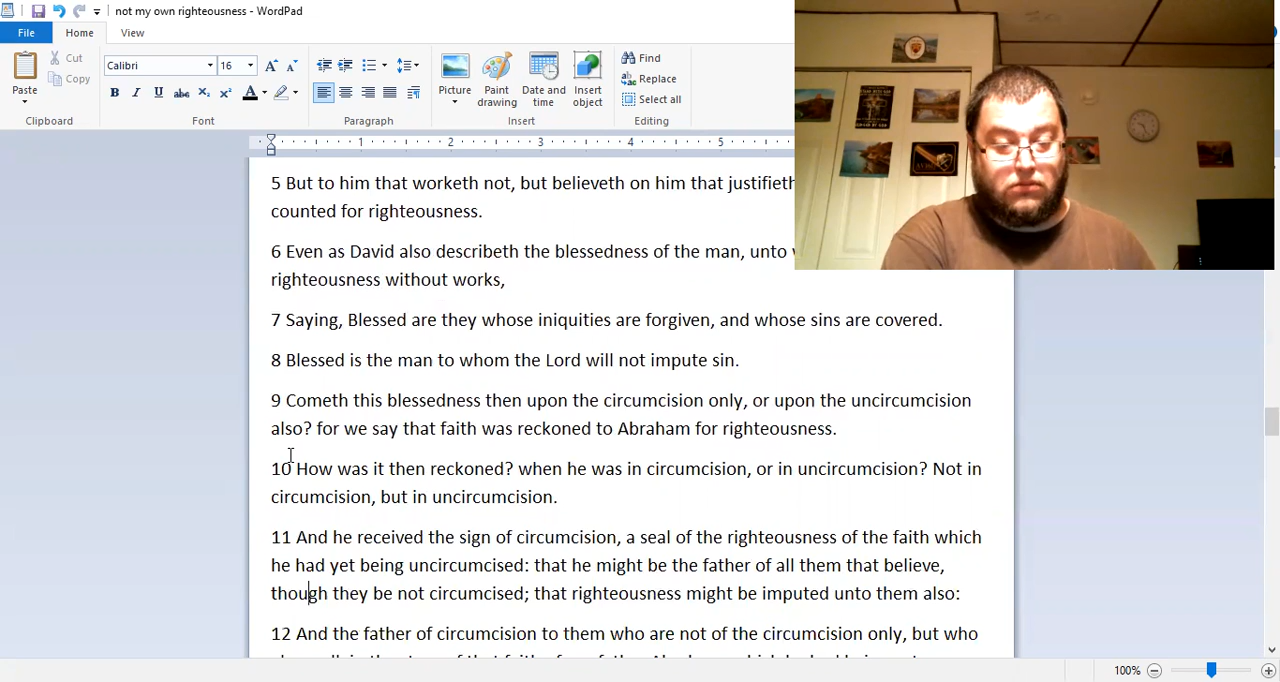 not my own righteousness - WordPad
File Home View
Paste
Cut
Copy
Clipboard
Calibri 16
B I U abc X₂ X² A
Font
Paragraph
Picture
Paint drawing
Date and time
Insert object
Insert
Find
Replace
Select all
Editing
1 2 3 4 5
5 But to him that worketh not, but believeth on him that justifieth
counted for righteousness.
6 Even as David also describeth the blessedness of the man, unto
righteousness without works,
7 Saying, Blessed are they whose iniquities are forgiven, and whose sins are covered.
8 Blessed is the man to whom the Lord will not impute sin.
9 Cometh this blessedness then upon the circumcision only, or upon the uncircumcision
also? for we say that faith was reckoned to Abraham for righteousness.
10 How was it then reckoned? when he was in circumcision, or in uncircumcision? Not in
circumcision, but in uncircumcision.
11 And he received the sign of circumcision, a seal of the righteousness of the faith which
he had yet being uncircumcised: that he might be the father of all them that believe,
though they be not circumcised; that righteousness might be imputed unto them also:
12 And the father of circumcision to them who are not of the circumcision only, but who
100%